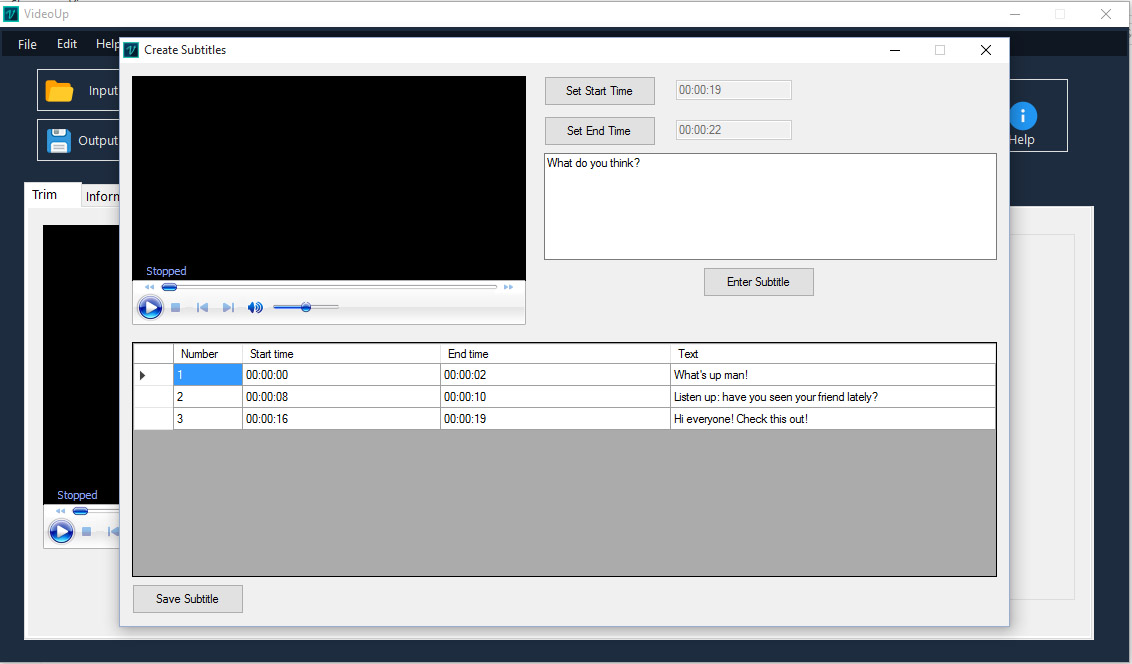 VideoUp
File Edit Help
Create Subtitles
Input
Output
Help
Trim
Inforn
Stopped
Set Start Time 00:00:19
Set End Time 00:00:22
What do you think?
Enter Subtitle
Stopped
Number Start time End time Text
1 00:00:00 00:00:02 What's up man!
2 00:00:08 00:00:10 Listen up: have you seen your friend lately?
3 00:00:16 00:00:19 Hi everyone! Check this out!
Save Subtitle